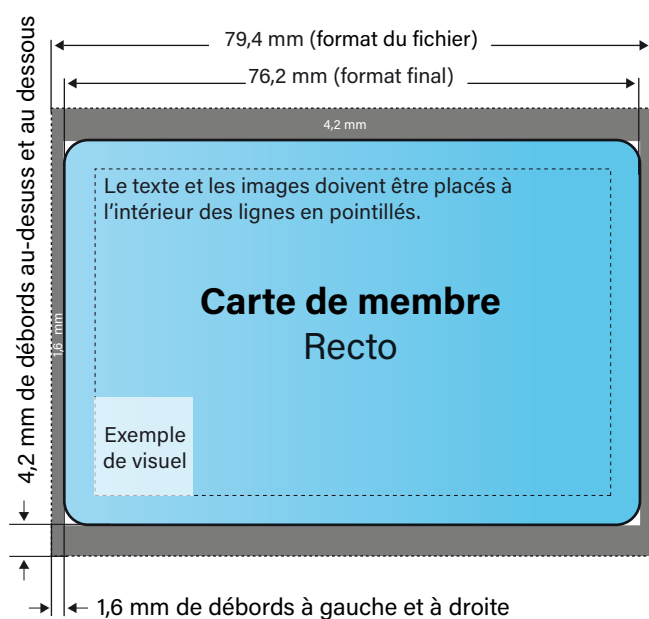 79,4 mm (format du fichier)
76,2 mm (format final)
4,2 mm de débords au-desuss et au dessous
4,2 mm
1,6 mm
Le texte et les images doivent être placés à
l’intérieur des lignes en pointillés.
Carte de membre
Recto
Exemple
de visuel
1,6 mm de débords à gauche et à droite